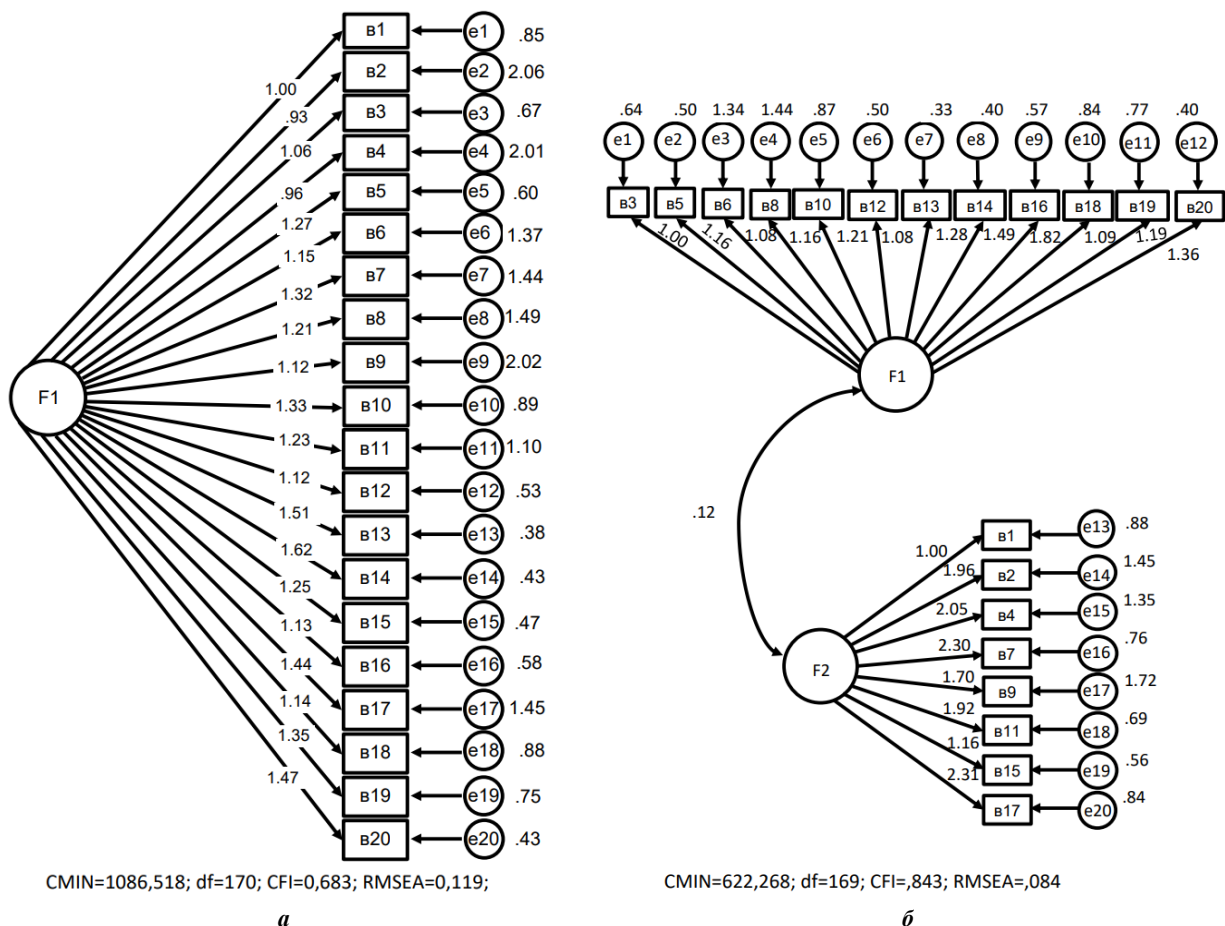 в1 e1 .85
в2 e2 2.06
в3 e3 .67
в4 e4 2.01
в5 e5 .60
в6 e6 1.37
в7 e7 1.44
в8 e8 1.49
в9 e9 2.02
в10 e10 .89
в11 e11 1.10
в12 e12 .53
в13 e13 .38
в14 e14 .43
в15 e15 .47
в16 e16 .58
в17 e17 1.45
в18 e18 .88
в19 e19 .75
в20 e20 .43
1.00
.93
1.06
.96
1.27
1.15
1.32
1.21
1.12
1.33
1.23
1.12
1.51
1.62
1.25
1.13
1.44
1.14
1.35
1.47
F1
CMIN=1086,518; df=170; CFI=0,683; RMSEA=0,119;
а
.64 .50 1.34 1.44 .87 .50 .33 .40 .57 .84 .77 .40
e1 e2 e3 e4 e5 e6 e7 e8 e9 e10 e11 e12
в3 в5 в6 в8 в10 в12 в13 в14 в16 в18 в19 в20
1.00 1.16 1.08 1.16 1.21 1.08 1.28 1.49 1.82 1.09 1.19 1.36
F1
.12
F2
1.00
1.96
2.05
2.30
1.70
1.92
1.16
2.31
в1 e13 .88
в2 e14 1.45
в4 e15 1.35
в7 e16 .76
в9 e17 1.72
в11 e18 .69
в15 e19 .56
в17 e20 .84
CMIN=622,268; df=169; CFI=,843; RMSEA=,084
б